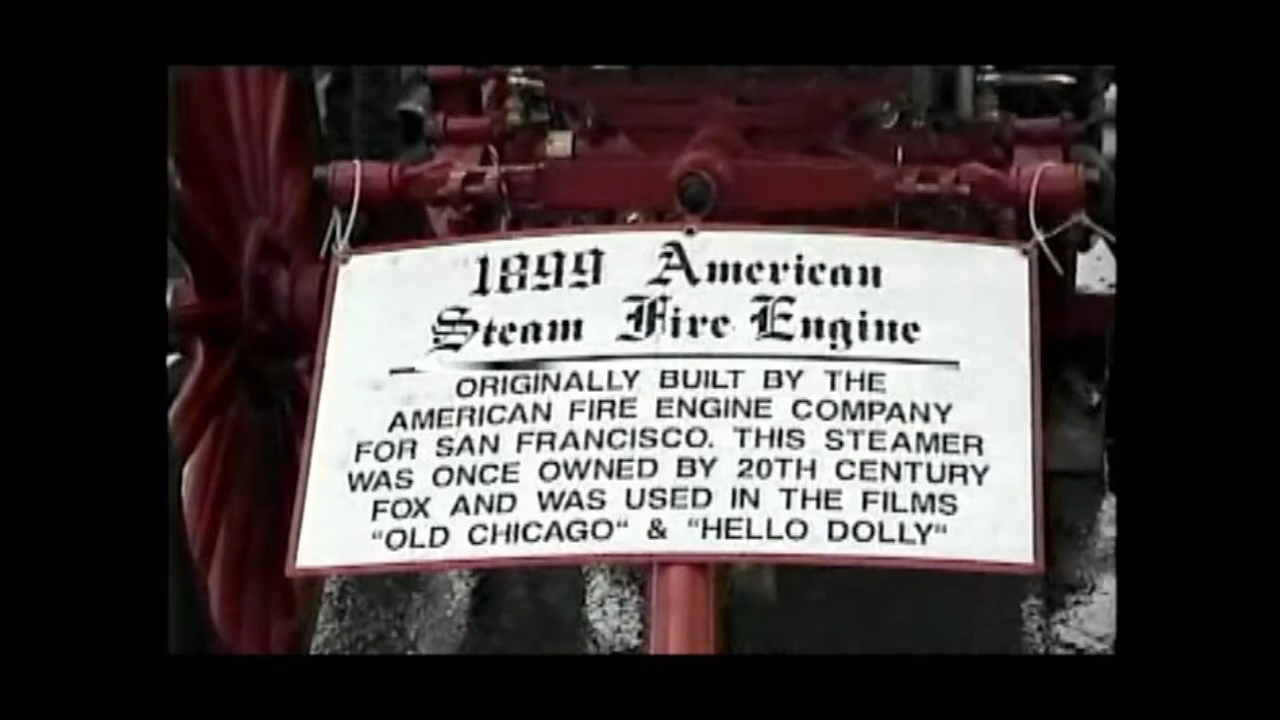 1899 American
Steam Fire Engine
ORIGINALLY BUILT BY THE
AMERICAN FIRE ENGINE COMPANY
FOR SAN FRANCISCO. THIS STEAMER
WAS ONCE OWNED BY 20TH CENTURY
FOX AND WAS USED IN THE FILMS
"OLD CHICAGO" & "HELLO DOLLY"